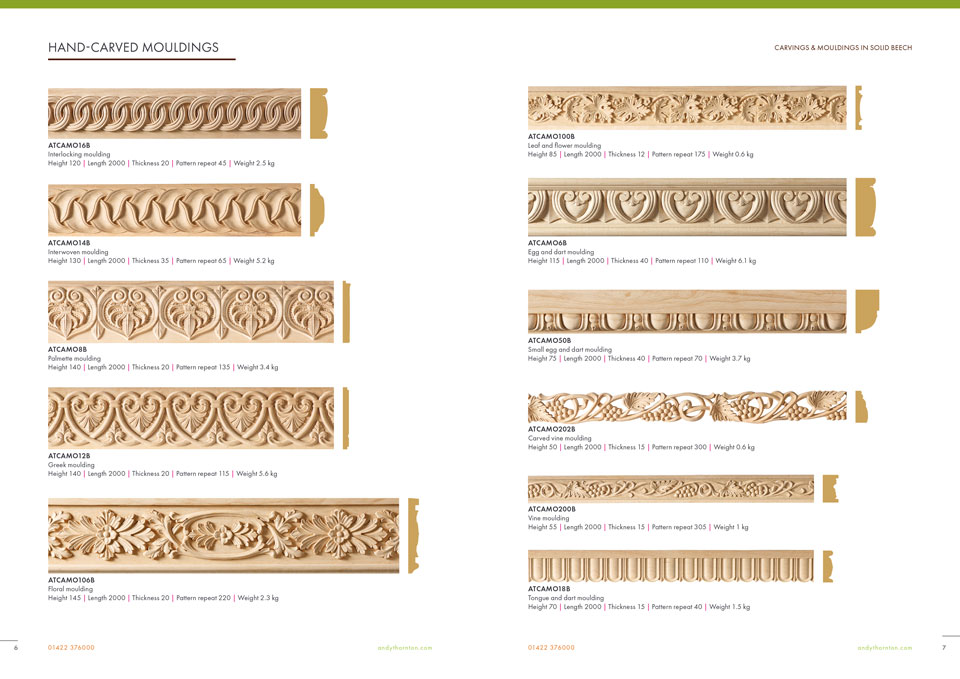 HAND-CARVED MOULDINGS
ATCAMO16B
Interlocking moulding
Height 120 | Length 2000 | Thickness 20 | Pattern repeat 45 | Weight 2.5 kg
ATCAMO14B
Interwoven moulding
Height 130 | Length 2000 | Thickness 35 | Pattern repeat 65 | Weight 5.2 kg
ATCAMO8B
Palmette moulding
Height 140 | Length 2000 | Thickness 20 | Pattern repeat 135 | Weight 3.4 kg
ATCAMO12B
Greek moulding
Height 140 | Length 2000 | Thickness 20 | Pattern repeat 115 | Weight 5.6 kg
ATCAMO106B
Floral moulding
Height 145 | Length 2000 | Thickness 20 | Pattern repeat 220 | Weight 2.3 kg
6
01422 376000
andythornton.com
CARVINGS & MOULDINGS IN SOLID BEECH
ATCAMO100B
Leaf and flower moulding
Height 85 | Length 2000 | Thickness 12 | Pattern repeat 175 | Weight 0.6 kg
ATCAMO6B
Egg and dart moulding
Height 115 | Length 2000 | Thickness 40 | Pattern repeat 110 | Weight 6.1 kg
ATCAMO50B
Small egg and dart moulding
Height 75 | Length 2000 | Thickness 40 | Pattern repeat 70 | Weight 3.7 kg
ATCAMO202B
Carved vine moulding
Height 50 | Length 2000 | Thickness 15 | Pattern repeat 300 | Weight 0.6 kg
ATCAMO200B
Vine moulding
Height 55 | Length 2000 | Thickness 15 | Pattern repeat 305 | Weight 1 kg
ATCAMO18B
Tongue and dart moulding
Height 70 | Length 2000 | Thickness 15 | Pattern repeat 40 | Weight 1.5 kg
01422 376000
andythornton.com
7